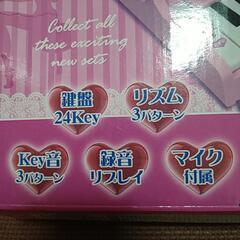 Collect all
these exciting
new sets
鍵盤
24Key
リズム
3パターン
Key音
3パターン
録音
リプレイ
マイク
付属